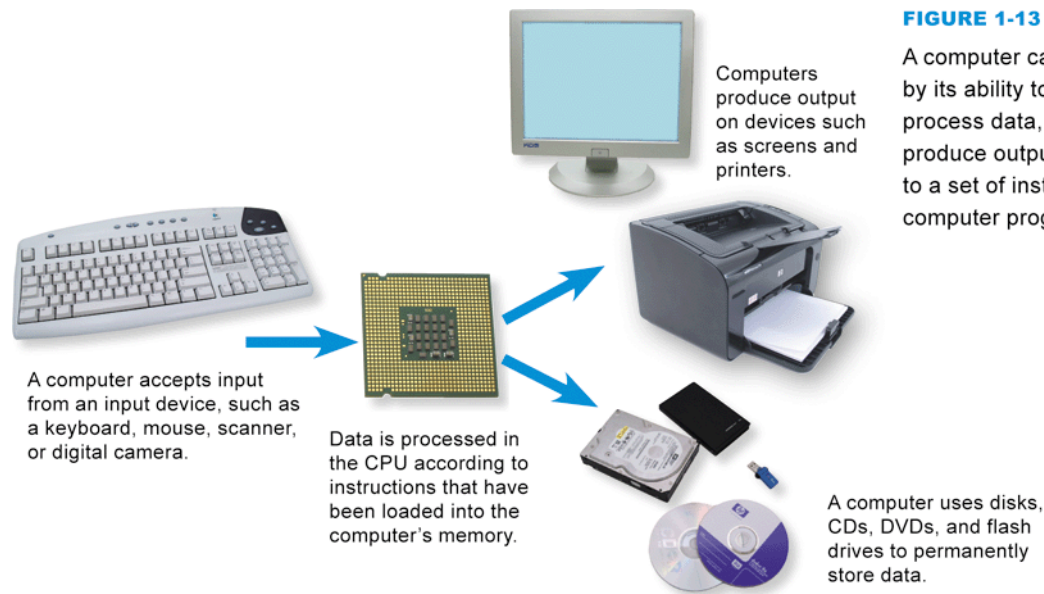 FIGURE 1-13
A computer ca
by its ability to
process data,
produce outpu
to a set of inst
computer prog
Computers
produce output
on devices such
as screens and
printers.
A computer accepts input
from an input device, such as
a keyboard, mouse, scanner,
or digital camera.
Data is processed in
the CPU according to
instructions that have
been loaded into the
computer's memory.
A computer uses disks,
CDs, DVDs, and flash
drives to permanently
store data.
hp